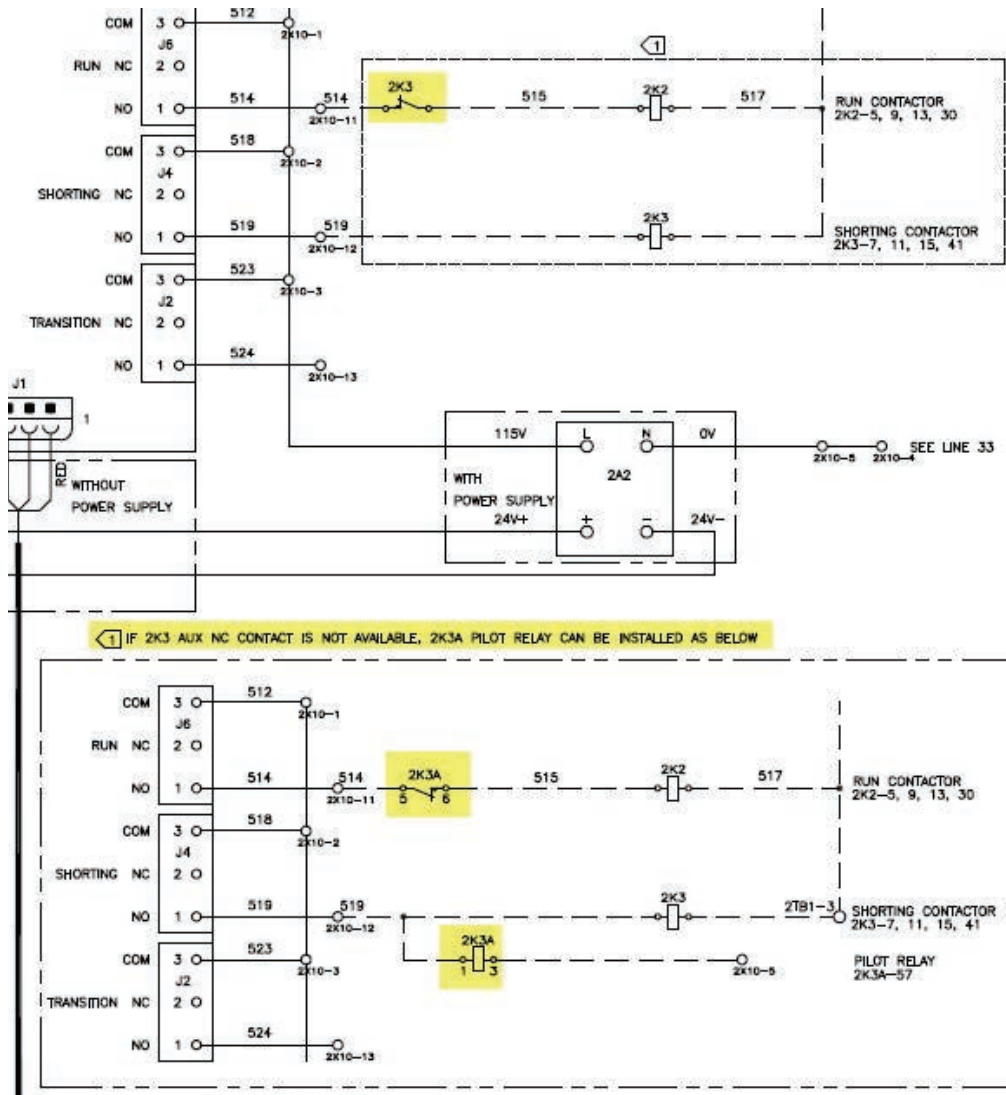 COM 3 512 2X10-1
J6
1
RUN NC 2
2K3
NO 1 514 514 2X10-11 515 2K2 517 RUN CONTACTOR
2K2-5, 9, 13, 30
COM 3 518 2X10-2
J4
SHORTING NC 2
NO 1 519 519 2X10-12 2K3 SHORTING CONTACTOR
2K3-7, 11, 15, 41
COM 3 523 2X10-3
J2
TRANSITION NC 2
NO 1 524 2X10-13
J1
1
115V L N 0V 2X10-5 2X10-4 SEE LINE 33
RED
WITHOUT
POWER SUPPLY
WITH
POWER SUPPLY
2A2
24V+ + - 24V-
1 IF 2K3 AUX NC CONTACT IS NOT AVAILABLE, 2K3A PILOT RELAY CAN BE INSTALLED AS BELOW
COM 3 512 2X10-1
J6
RUN NC 2
2K3A
NO 1 514 514 2X10-11 5 6 515 2K2 517 RUN CONTACTOR
2K2-5, 9, 13, 30
COM 3 518 2X10-2
J4
SHORTING NC 2
NO 1 519 519 2X10-12 2K3 2TB1-3 SHORTING CONTACTOR
2K3-7, 11, 15, 41
2K3A
COM 3 523 2X10-3 1 3 2X10-5 PILOT RELAY
2K3A-57
J2
TRANSITION NC 2
NO 1 524 2X10-13